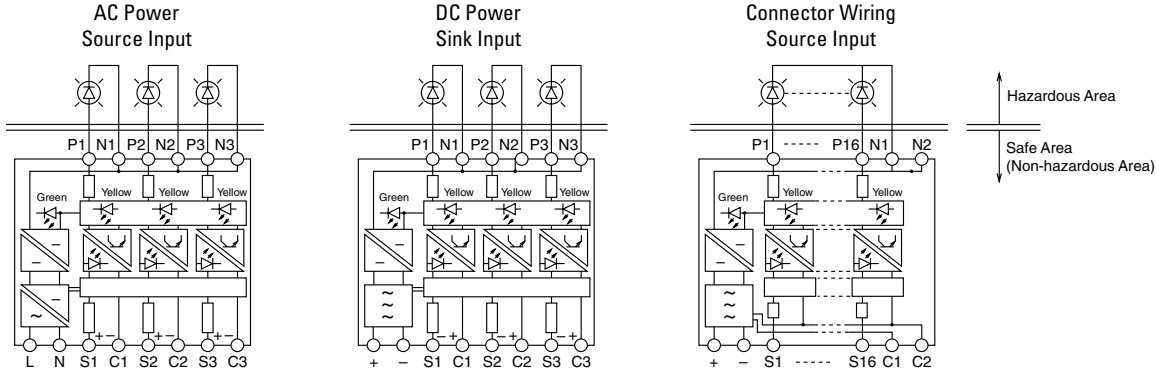 AC Power
Source Input
P1 N1 P2 N2 P3 N3
Green
Yellow Yellow Yellow
–
–
–
~
+ – + – + –
L N S1 C1 S2 C2 S3 C3
DC Power
Sink Input
P1 N1 P2 N2 P3 N3
Green
Yellow Yellow Yellow
–
–
~
~
~
– + – + – +
+ – S1 C1 S2 C2 S3 C3
Connector Wiring
Source Input
P1 ----- P16 N1 N2
Green
Yellow Yellow
–
–
~
~
~
+ – S1 ----- S16 C1 C2
Hazardous Area
Safe Area
(Non-hazardous Area)